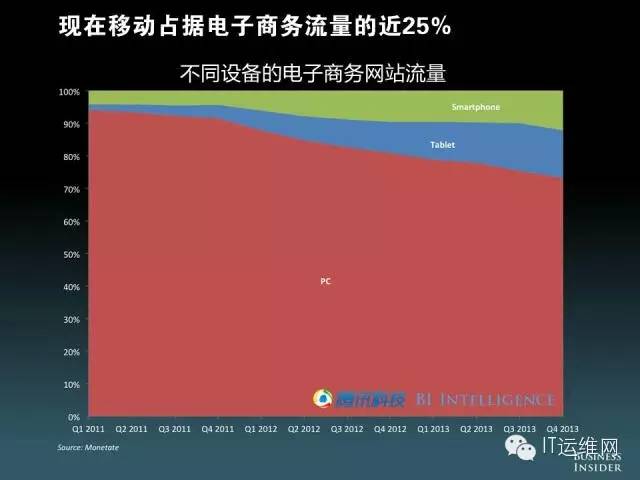 现在移动占据电子商务流量的近25%
不同设备的电子商务网站流量
100%
90%
80%
70%
60%
50%
40%
30%
20%
10%
0%
Smartphone
Tablet
PC
腾讯科技 BI INTELLIGENCE
Q1 2011 Q2 2011 Q3 2011 Q4 2011 Q1 2012 Q2 2012 Q3 2012 Q4 2012 Q1 2013 Q2 2013 Q3 2013 Q4 2013
Source: Monetate
IT运维网
BUSINESS
INSIDER